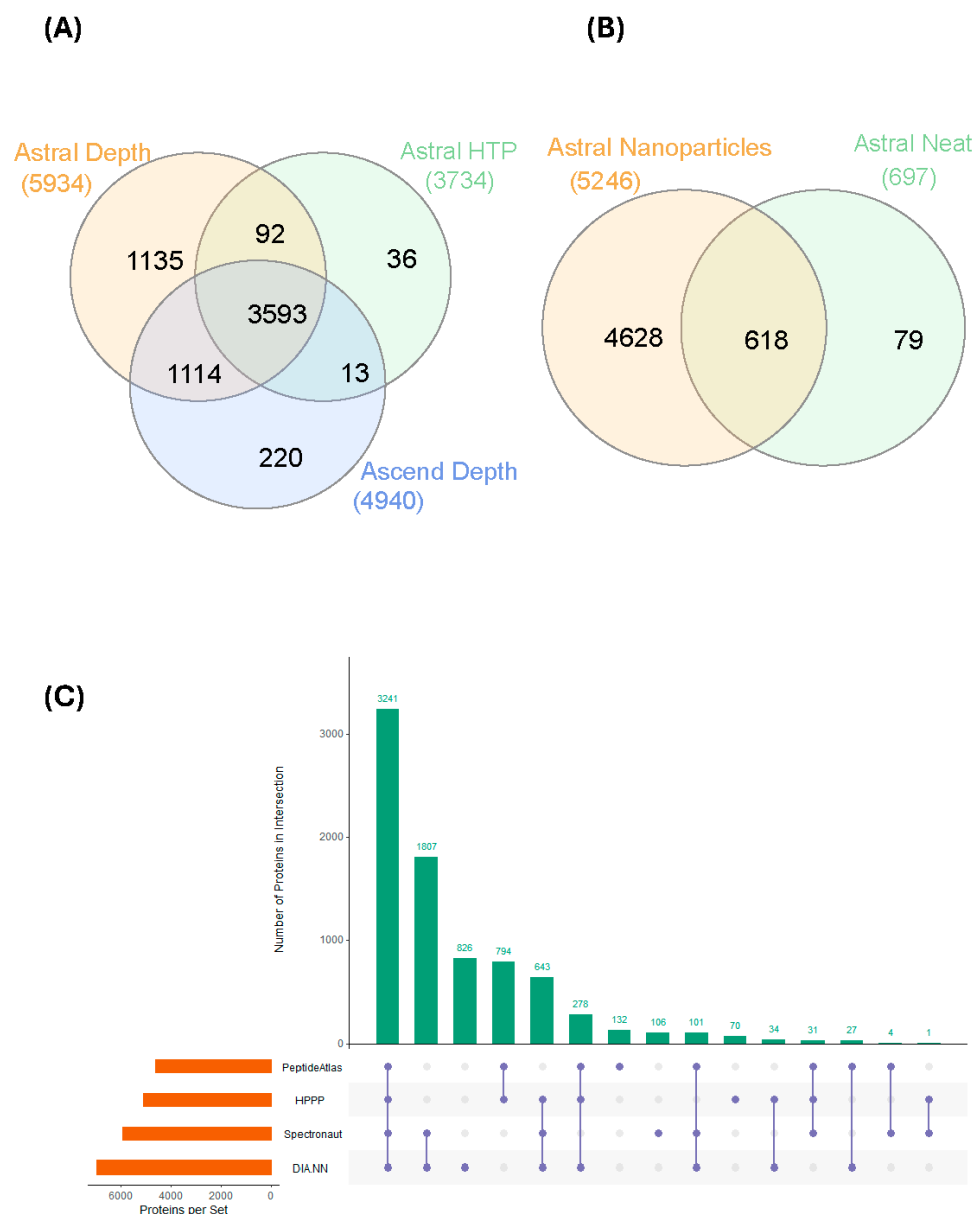 (A)
(B)
Astral Depth
(5934)
Astral HTP
(3734)
92
1135
36
3593
1114
13
220
Ascend Depth
(4940)
Astral Nanoparticles
(5246)
Astral Neat
(697)
4628
618
79
(C)
Number of Proteins in Intersection
3000
2000
1000
0
3241
1807
826
794
643
278
132
106
101
70
34
31
27
4
1
PeptideAtlas
HPPP
Spectronaut
DIA.NN
6000
4000
2000
0
Proteins per Set